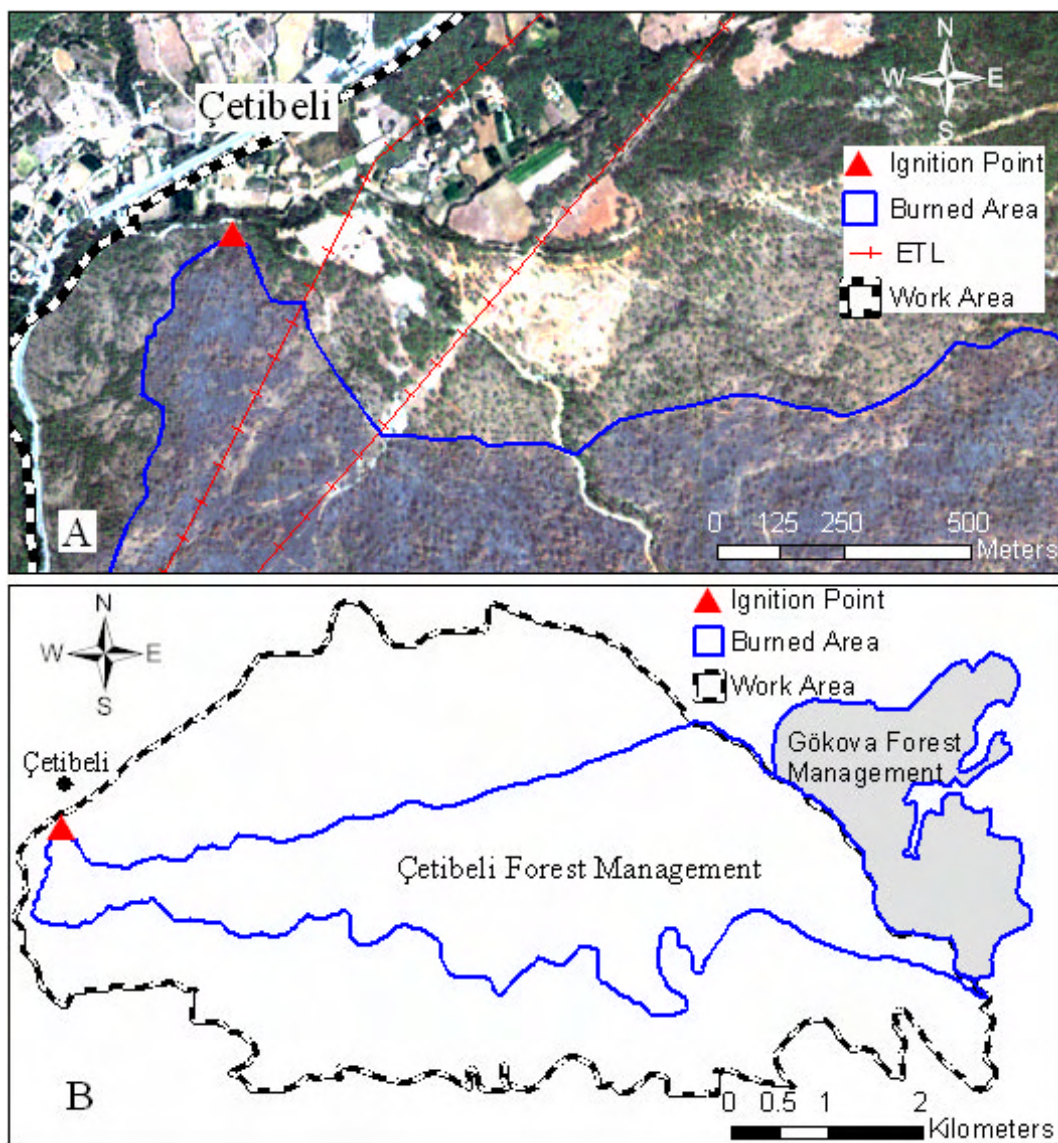 N
W E
S
Çetibeli
Ignition Point
Burned Area
ETL
Work Area
A
0 125 250 500
Meters
N
W E
S
Ignition Point
Burned Area
Work Area
Çetibeli
Gökova Forest
Management
Çetibeli Forest Management
B
0 0.5 1 2
Kilometers